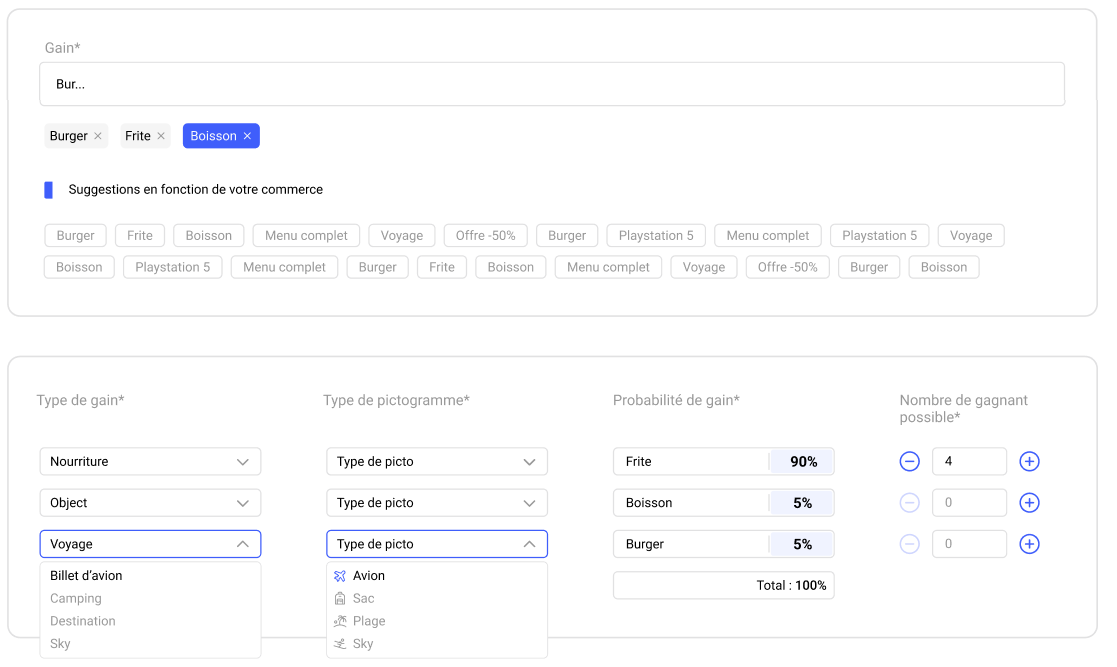 Gain*
Bur...
Burger Frite Boisson
Suggestions en fonction de votre commerce
Burger Frite Boisson Menu complet Voyage Offre -50% Burger Playstation 5 Menu complet Playstation 5 Voyage
Boisson Playstation 5 Menu complet Burger Frite Boisson Menu complet Voyage Offre -50% Burger Boisson
Type de gain* Type de pictogramme* Probabilité de gain* Nombre de gagnant
possible*
Nourriture Type de picto Frite 90% 4
Object Type de picto Boisson 5% 0
Voyage Type de picto Burger 5% 0
Billet d’avion Avion
Total : 100%
Camping Sac
Destination Plage
Sky Sky